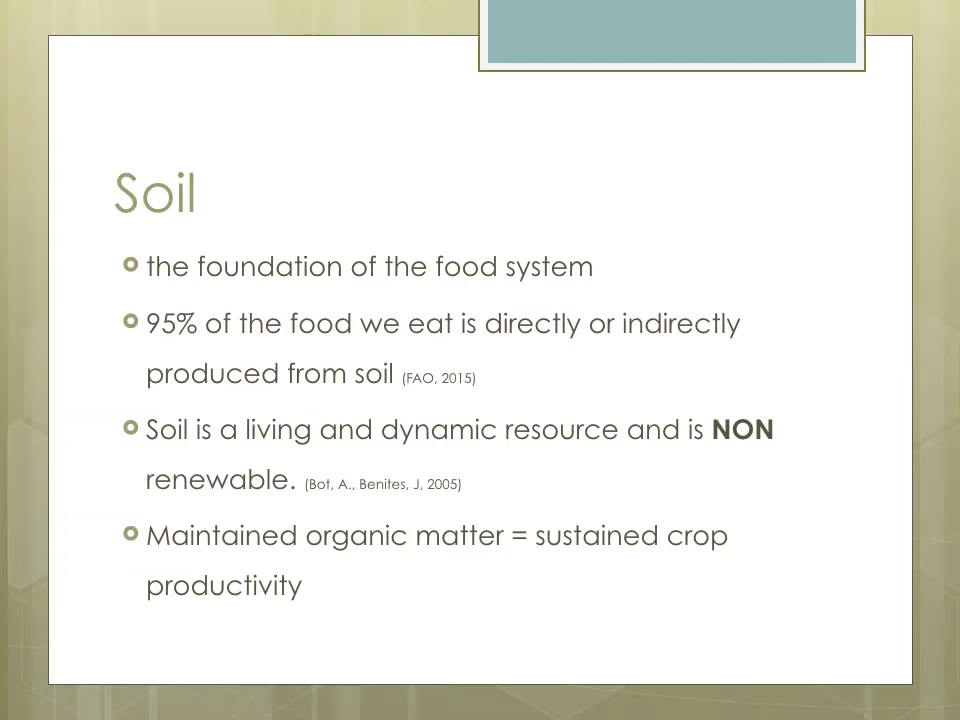 Soil
the foundation of the food system
95% of the food we eat is directly or indirectly
produced from soil (FAO, 2015)
Soil is a living and dynamic resource and is NON
renewable. (Bot, A., Benites, J, 2005)
Maintained organic matter = sustained crop
productivity